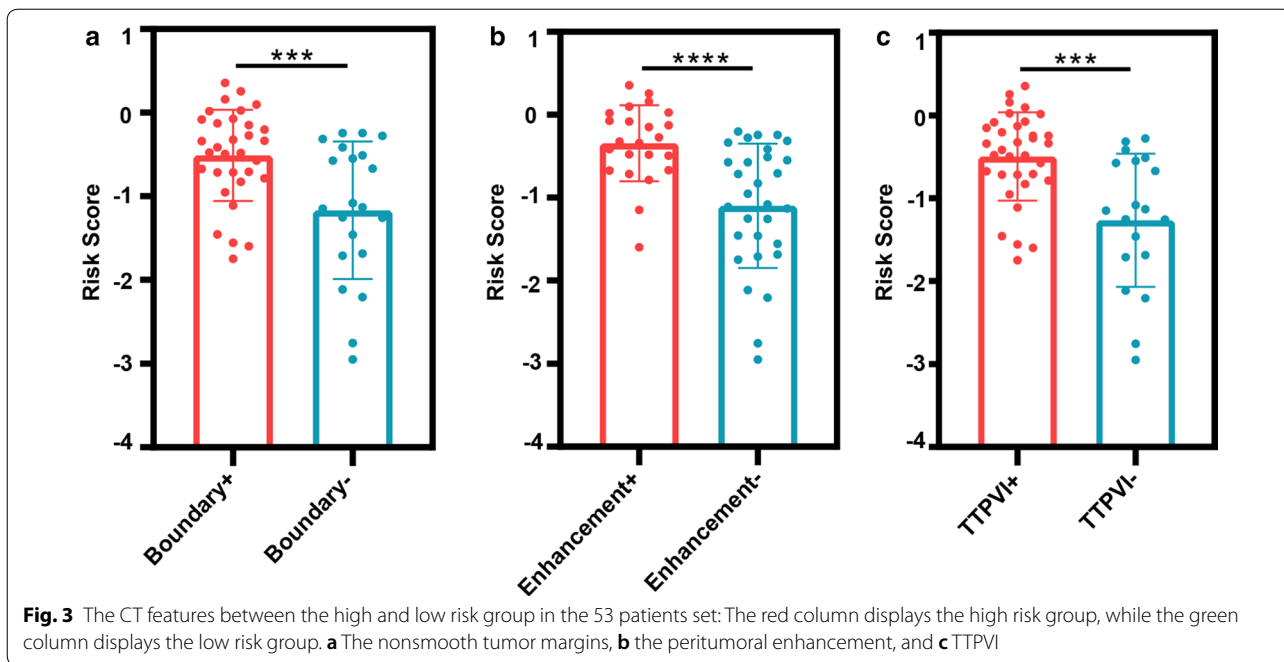 a
1
0
-1
-2
-3
-4
Risk Score
***
Boundary+
Boundary-
b
1
0
-1
-2
-3
-4
Risk Score
****
Enhancement+
Enhancement-
c
1
0
-1
-2
-3
-4
Risk Score
***
TTPVI+
TTPVI-
Fig. 3 The CT features between the high and low risk group in the 53 patients set: The red column displays the high risk group, while the green
column displays the low risk group. a The nonsmooth tumor margins, b the peritumoral enhancement, and c TTPVI